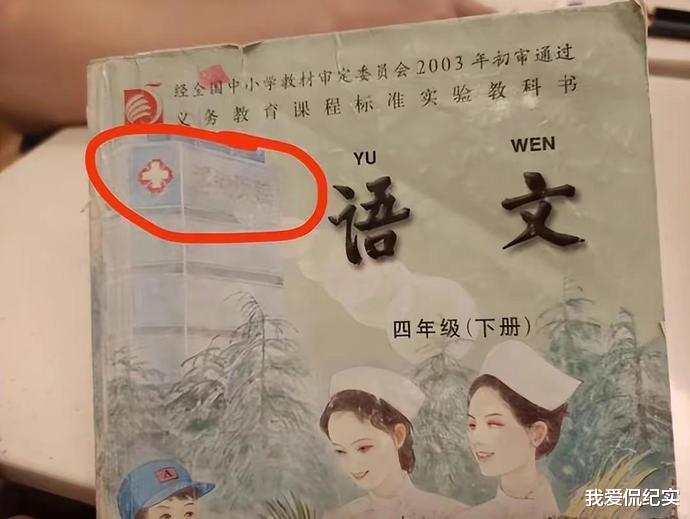 经全国中小学教材审定委员会2003年初审通过
义务教育课程标准实验教科书
YU WEN
语文
四年级(下册)
A
我爱侃纪实